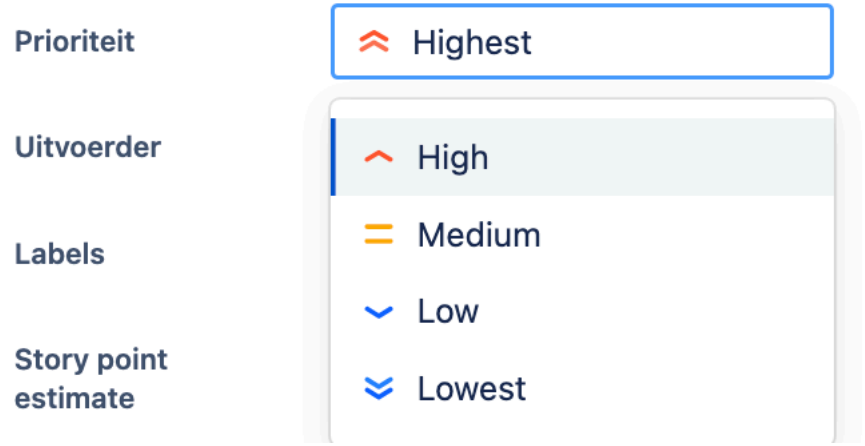 Prioriteit
Highest
High
Uitvoerder
Medium
Labels
Low
Story point
estimate
Lowest